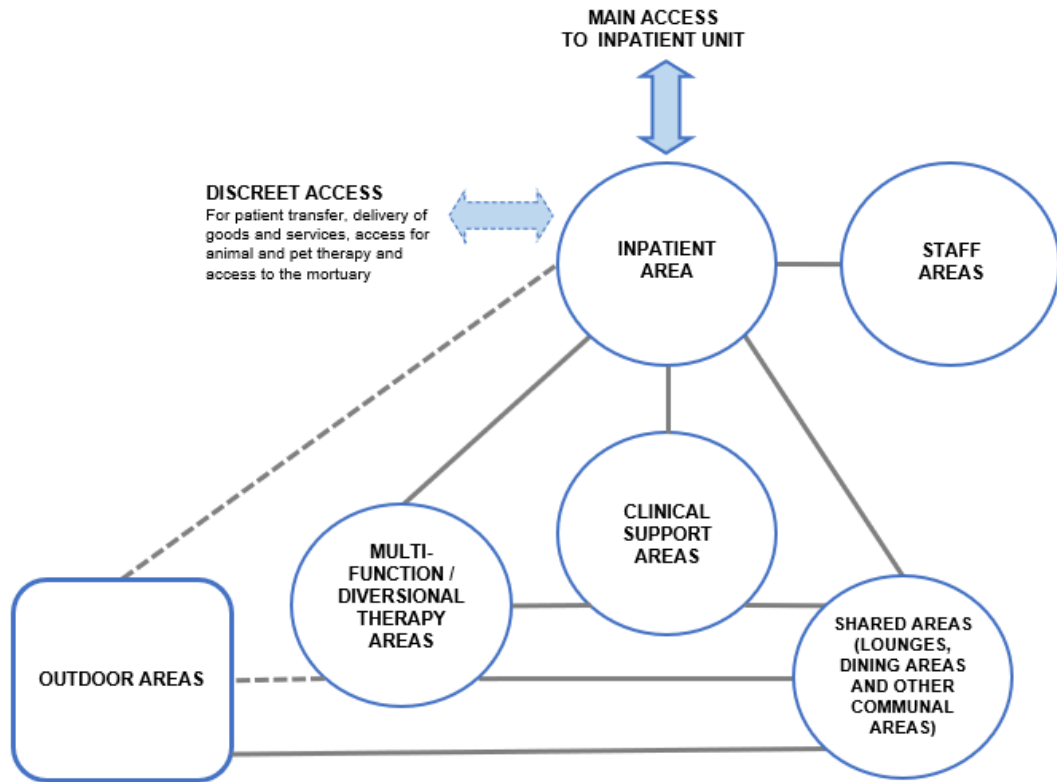 MAIN ACCESS
TO INPATIENT UNIT
DISCREET ACCESS
For patient transfer, delivery of
goods and services, access for
animal and pet therapy and
access to the mortuary
INPATIENT
AREA
STAFF
AREAS
CLINICAL
SUPPORT
AREAS
MULTI-
FUNCTION /
DIVERSIONAL
THERAPY
AREAS
OUTDOOR AREAS
SHARED AREAS
(LOUNGES,
DINING AREAS
AND OTHER
COMMUNAL
AREAS)